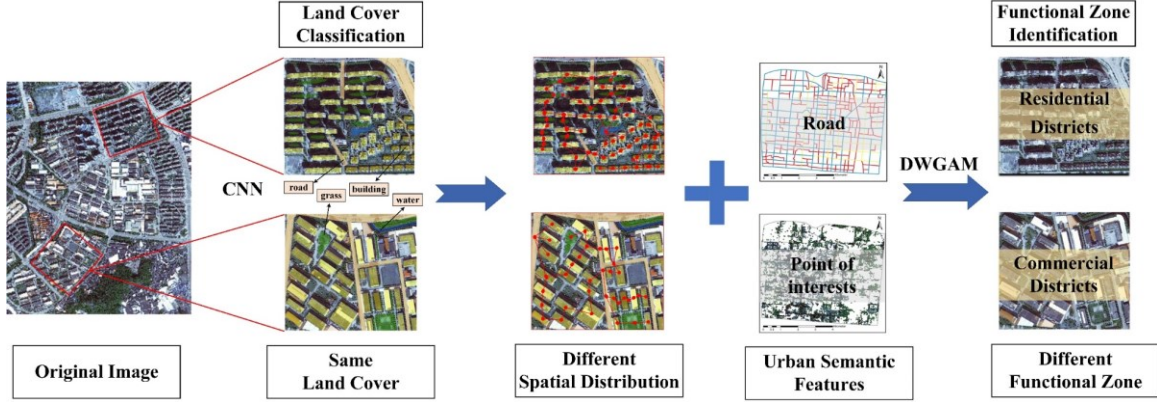 Land Cover
Classification
Functional Zone
Identification
CNN
road
grass
building
water
Road
Point of
interests
DWGAM
Residential
Districts
Commercial
Districts
Original Image
Same
Land Cover
Different
Spatial Distribution
Urban Semantic
Features
Different
Functional Zone